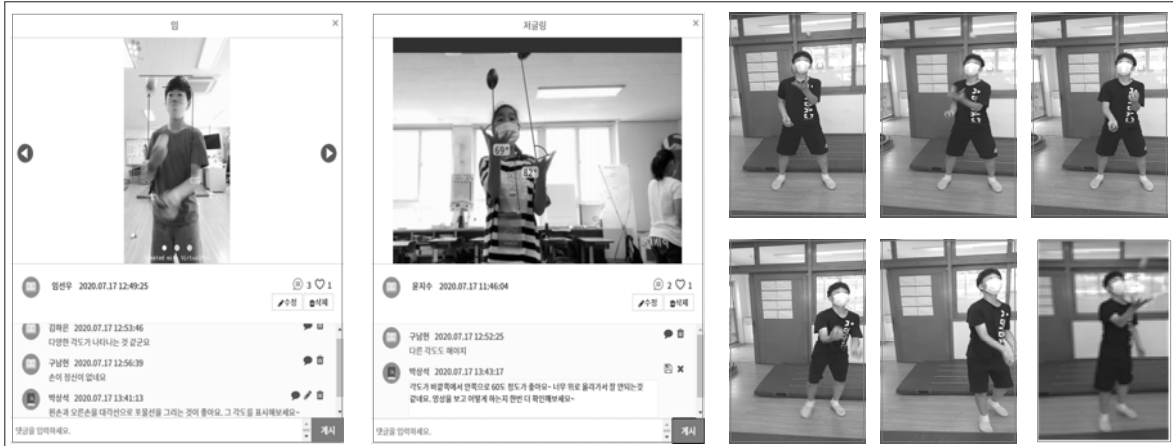 임
Created with VirtualDub
임선우 2020.07.17 12:49:25
3 1
수정 삭제
김하은 2020.07.17 12:53:46
다양한 각도가 나타나는 것 같군요
구남현 2020.07.17 12:56:39
손이 정신이 없네요
박상석 2020.07.17 13:41:13
왼손과 오른손을 대각선으로 포물선을 그리는 것이 좋아요. 그 각도를 표시해보세요~
댓글을 입력하세요.
게시
저글링
69°
82°
윤지수 2020.07.17 11:46:04
2 1
수정 삭제
구남현 2020.07.17 12:52:25
다른 각도도 해야지
박상석 2020.07.17 13:43:17
각도가 바깥쪽에서 안쪽으로 60도 정도가 좋아요~ 너무 위로 올라가서 잘 안되는것
같네요. 영상을 보고 어떻게 하는지 한번 더 확인해보세요~
댓글을 입력하세요.
게시